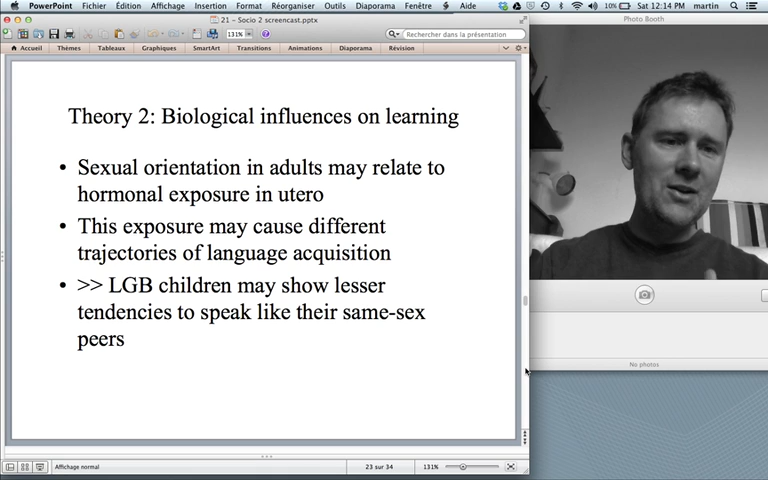 PowerPoint Fichier Édition Affichage Insertion Format Réorganiser Outils Diaporama Fenêtre Aide 10% Sat 12:14 PM martin
21 – Socio 2 screencast.pptx
Photo Booth
131% Rechercher dans la présentation
Accueil Thèmes Tableaux Graphiques SmartArt Transitions Animations Diaporama Révision
Theory 2: Biological influences on learning
• Sexual orientation in adults may relate to
hormonal exposure in utero
• This exposure may cause different
trajectories of language acquisition
• >> LGB children may show lesser
tendencies to speak like their same-sex
peers
No photos
Affichage normal 23 sur 34 131%